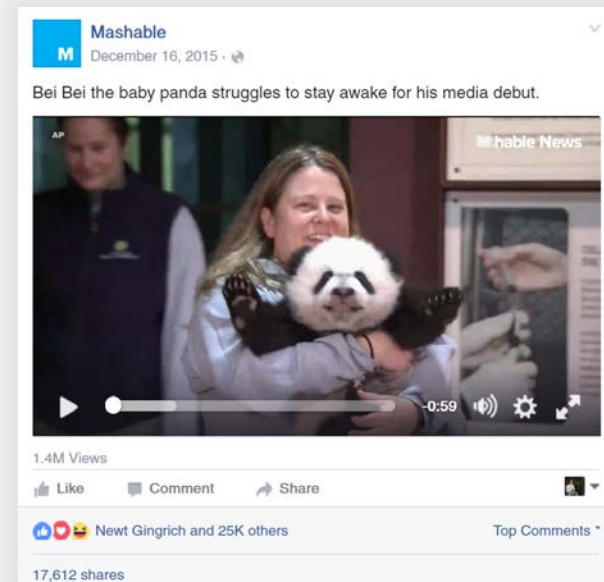 Mashable
M
December 16, 2015 ·
Bei Bei the baby panda struggles to stay awake for his media debut.
AP
hable News
-0:59
1.4M Views
Like Comment Share
Newt Gingrich and 25K others Top Comments
17,612 shares